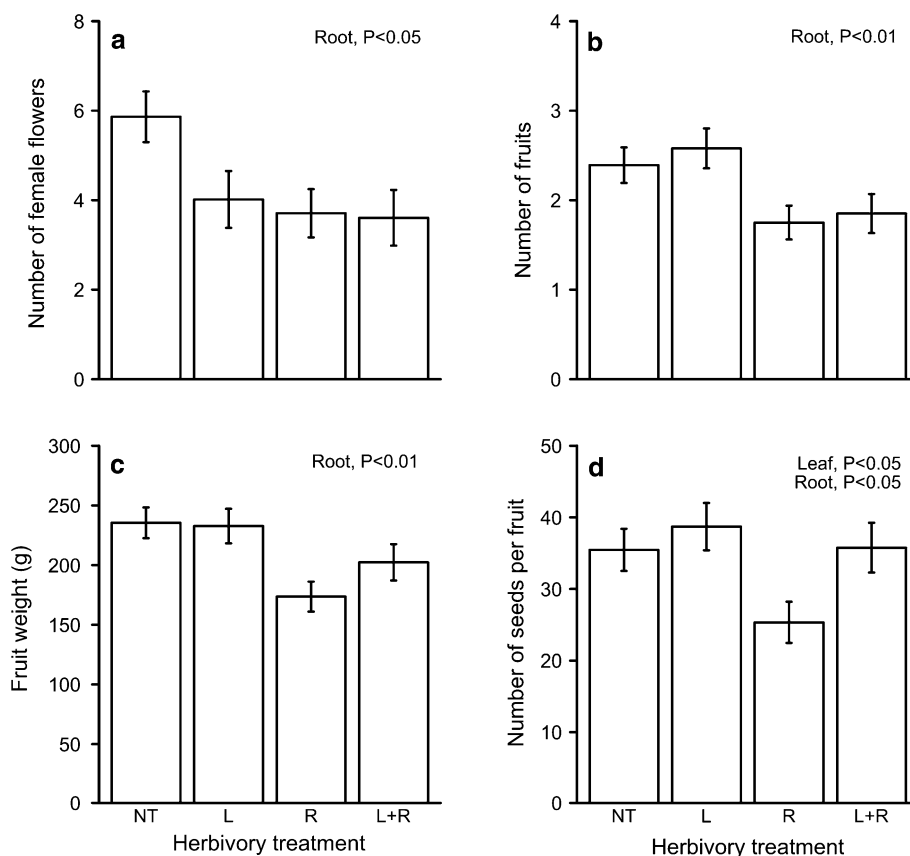 a
Root, P<0.05
8
6
4
2
0
Number of female flowers
b
Root, P<0.01
4
3
2
1
0
Number of fruits
c
Root, P<0.01
300
250
200
150
100
50
0
Fruit weight (g)
NT L R L+R
Herbivory treatment
d
Leaf, P<0.05
Root, P<0.05
50
40
30
20
10
0
Number of seeds per fruit
NT L R L+R
Herbivory treatment